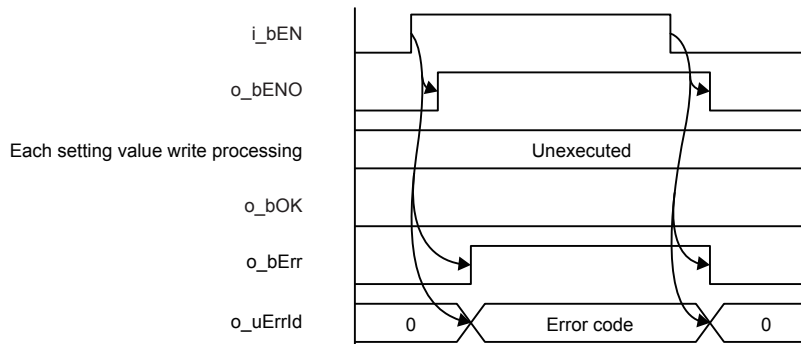 i_bEN
o_bENO
Each setting value write processing
Unexecuted
o_bOK
o_bErr
o_uErrId
0
Error code
0